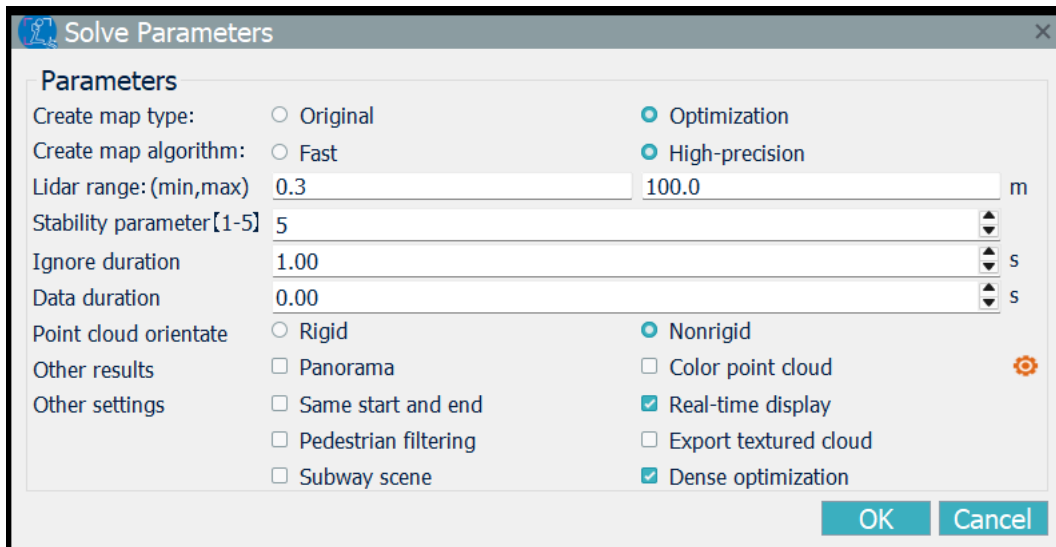 Solve Parameters
Parameters
Create map type: Original Optimization
Create map algorithm: Fast High-precision
Lidar range:(min,max) 0.3 100.0 m
Stability parameter【1-5】 5
Ignore duration 1.00 s
Data duration 0.00 s
Point cloud orientate Rigid Nonrigid
Other results Panorama Color point cloud
Other settings Same start and end Real-time display
Pedestrian filtering Export textured cloud
Subway scene Dense optimization
OK Cancel